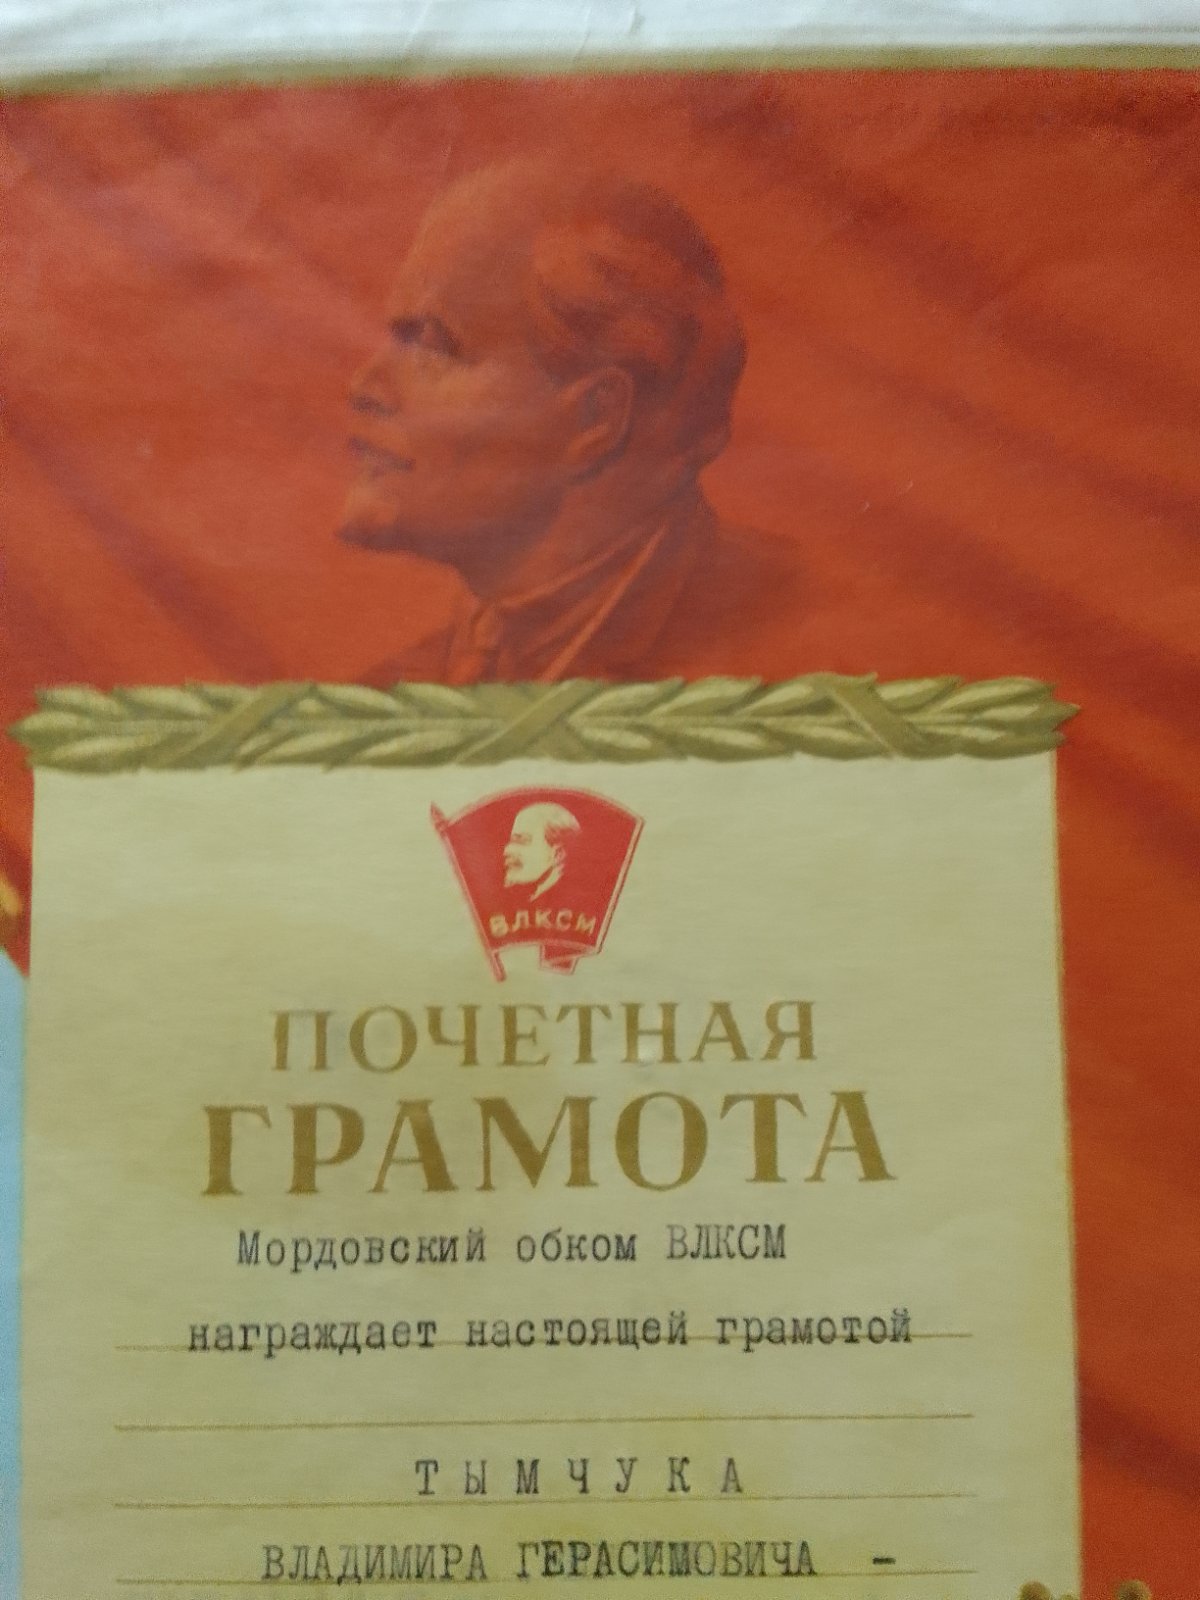 ВЛКСМ
ПОЧЕТНАЯ
ГРАМОТА
Мордовский обком ВЛКСМ
награждает настоящей грамотой
ТЫМЧУКА
ВЛАДИМИРА ГЕРАСИМОВИЧА –